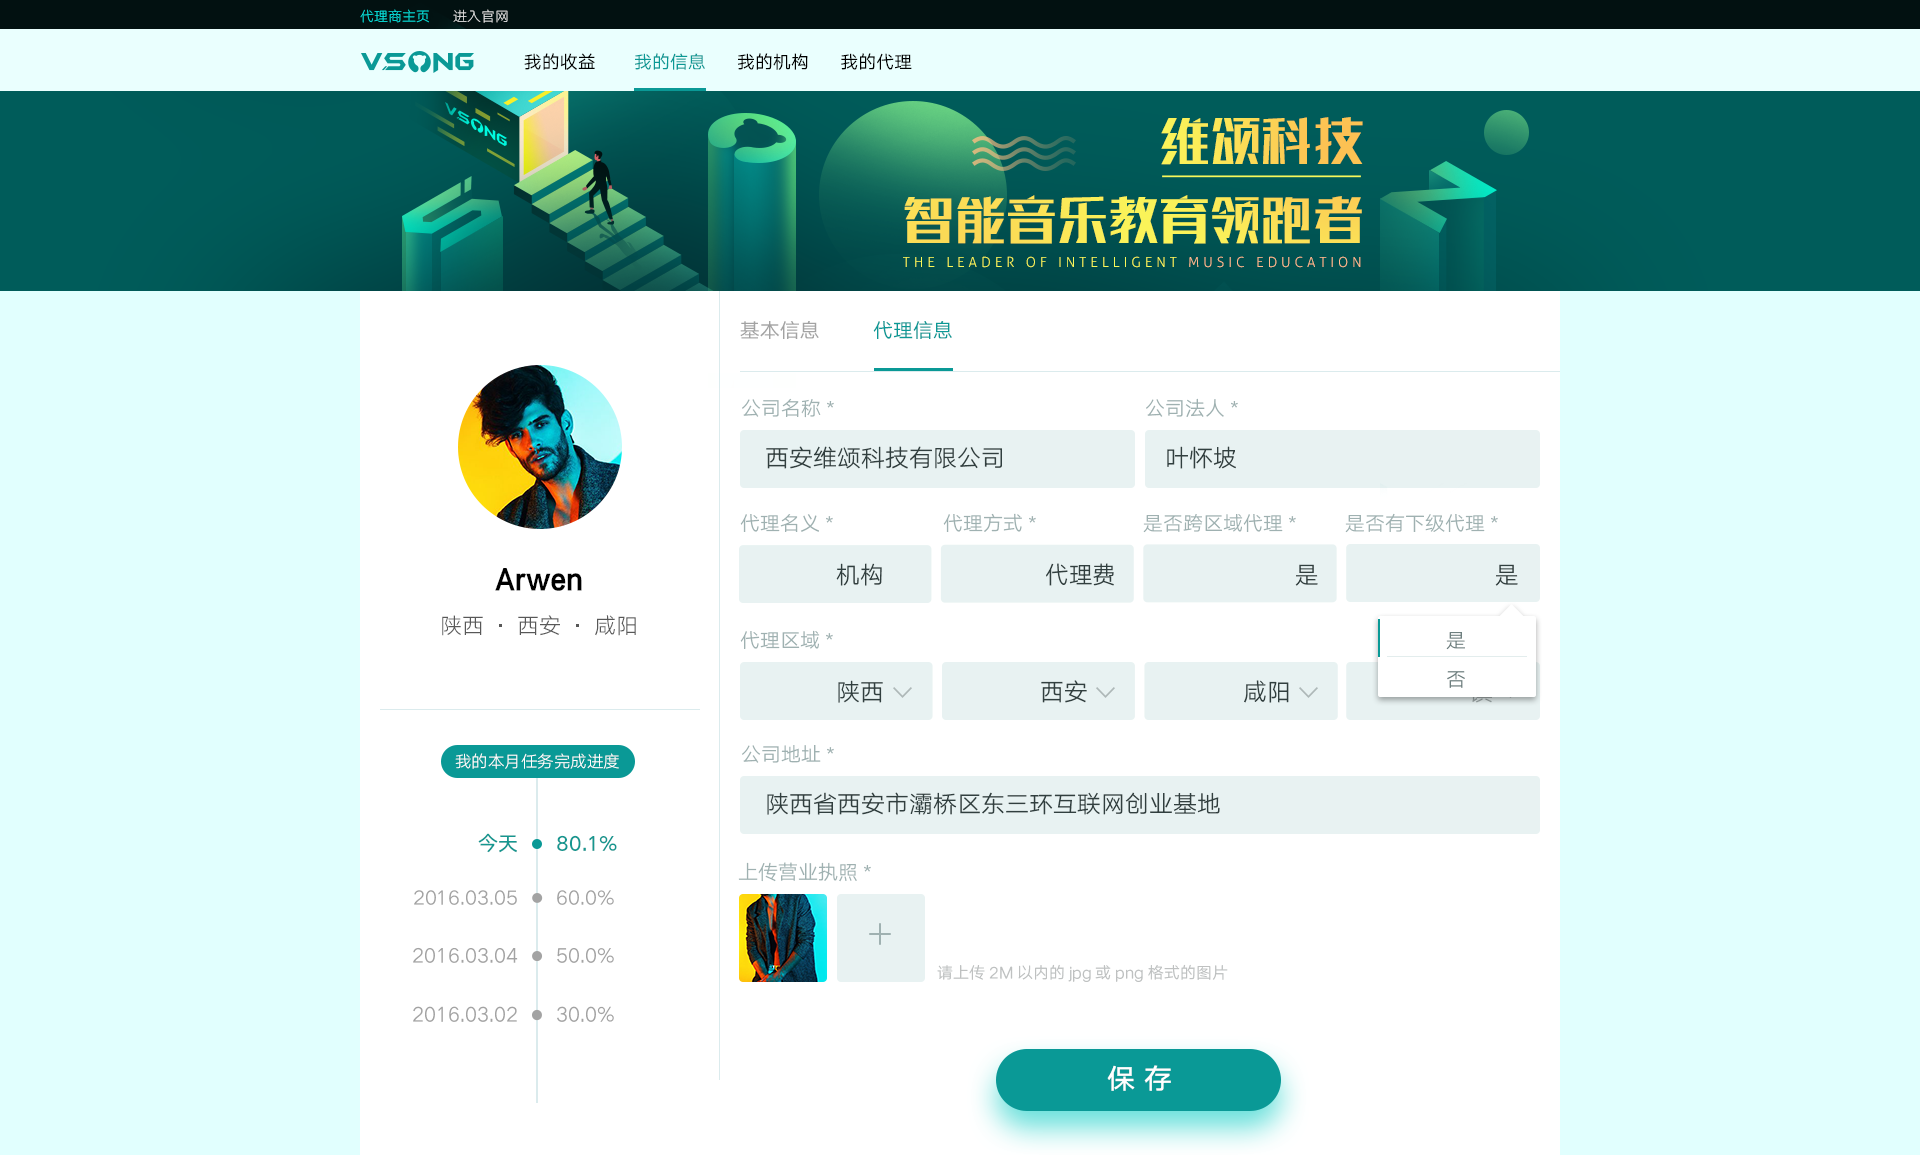 代理商主页 进入官网
VSONG 我的收益 我的信息 我的机构 我的代理
VSONG
维颂科技
智能音乐教育领跑者
THE LEADER OF INTELLIGENT MUSIC EDUCATION
基本信息 代理信息
Arwen
陕西 · 西安 · 咸阳
我的本月任务完成进度
今天 80.1%
2016.03.05 60.0%
2016.03.04 50.0%
2016.03.02 30.0%
公司名称 * 公司法人 *
西安维颂科技有限公司 叶怀坡
代理名义 * 代理方式 * 是否跨区域代理 * 是否有下级代理 *
机构 代理费 是 是
是
否
代理区域 *
陕西 西安 咸阳
公司地址 *
陕西省西安市灞桥区东三环互联网创业基地
上传营业执照 *
请上传 2M 以内的 jpg 或 png 格式的图片
保 存